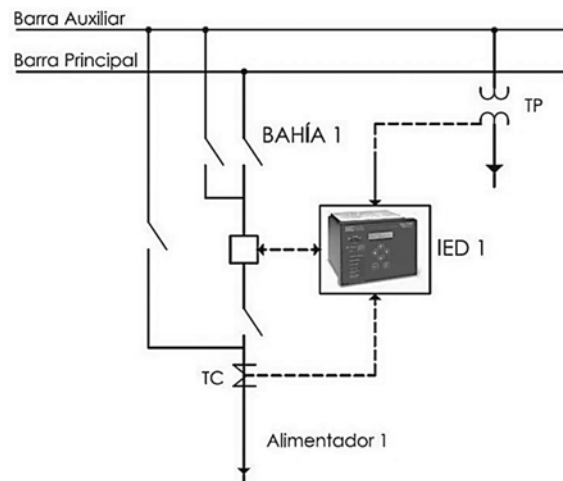 Barra Auxiliar
Barra Principal
TP
BAHÍA 1
IED 1
TC
Alimentador 1